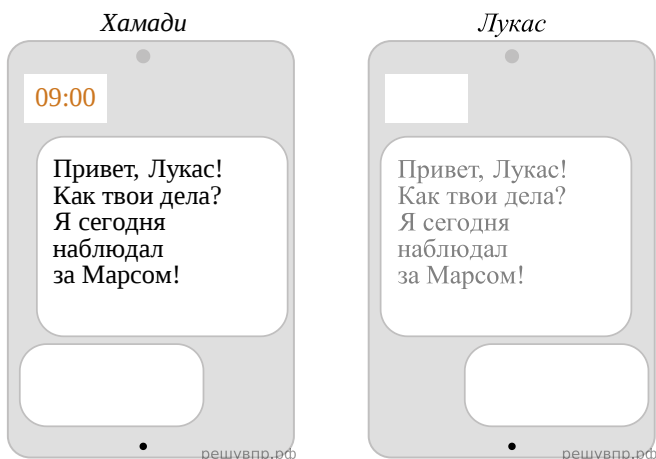 Хамади
09:00
Привет, Лукас!
Как твои дела?
Я сегодня
наблюдал
за Марсом!
решувпр.рф
Лукас
Привет, Лукас!
Как твои дела?
Я сегодня
наблюдал
за Марсом!
решувпр.рф